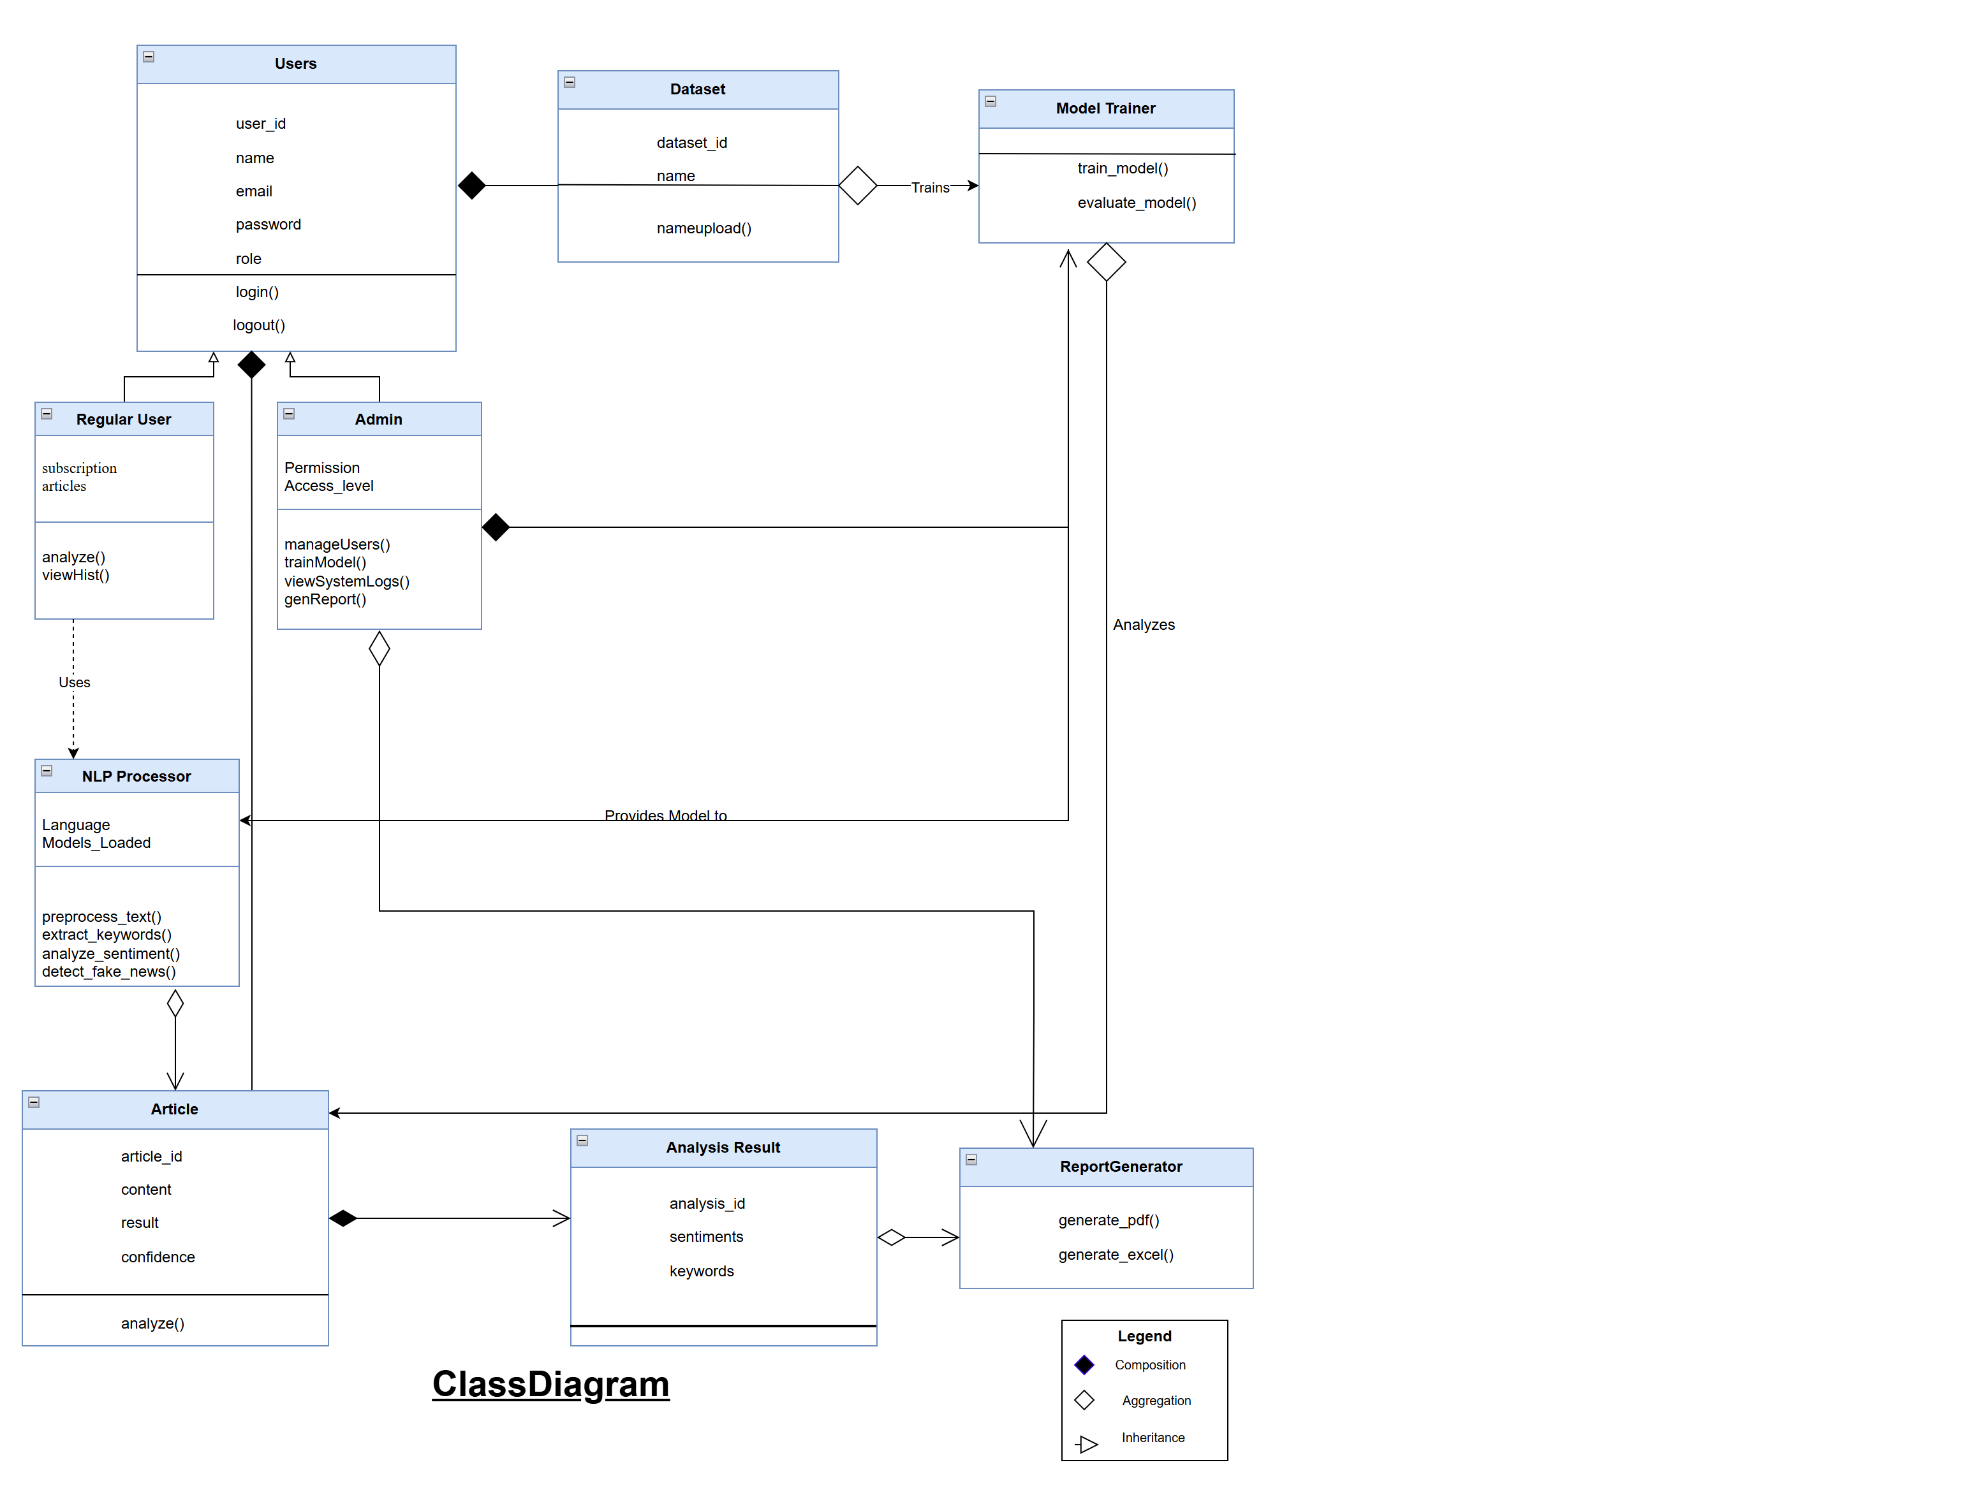 Users
user_id
name
email
password
role
login()
logout()
Dataset
dataset_id
name
nameupload()
Trains
Model Trainer
train_model()
evaluate_model()
Regular User
subscription
articles
analyze()
viewHist()
Admin
Permission
Access_level
manageUsers()
trainModel()
viewSystemLogs()
genReport()
Analyzes
Uses
NLP Processor
Language
Models_Loaded
preprocess_text()
extract_keywords()
analyze_sentiment()
detect_fake_news()
Provides Model to
Article
article_id
content
result
confidence
analyze()
Analysis Result
analysis_id
sentiments
keywords
ReportGenerator
generate_pdf()
generate_excel()
Legend
Composition
Aggregation
Inheritance
ClassDiagram